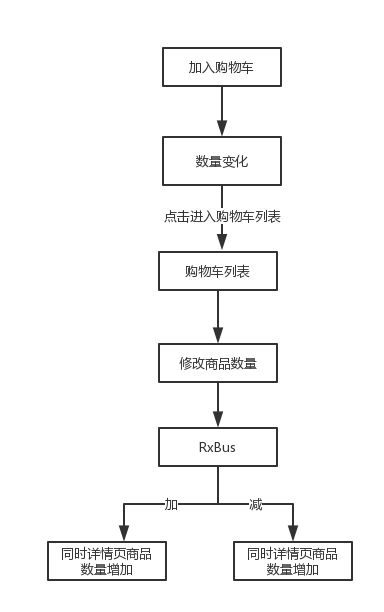 加入购物车
数量变化
点击进入购物车列表
购物车列表
修改商品数量
RxBus
加
减
同时详情页商品
数量增加
同时详情页商品
数量增加